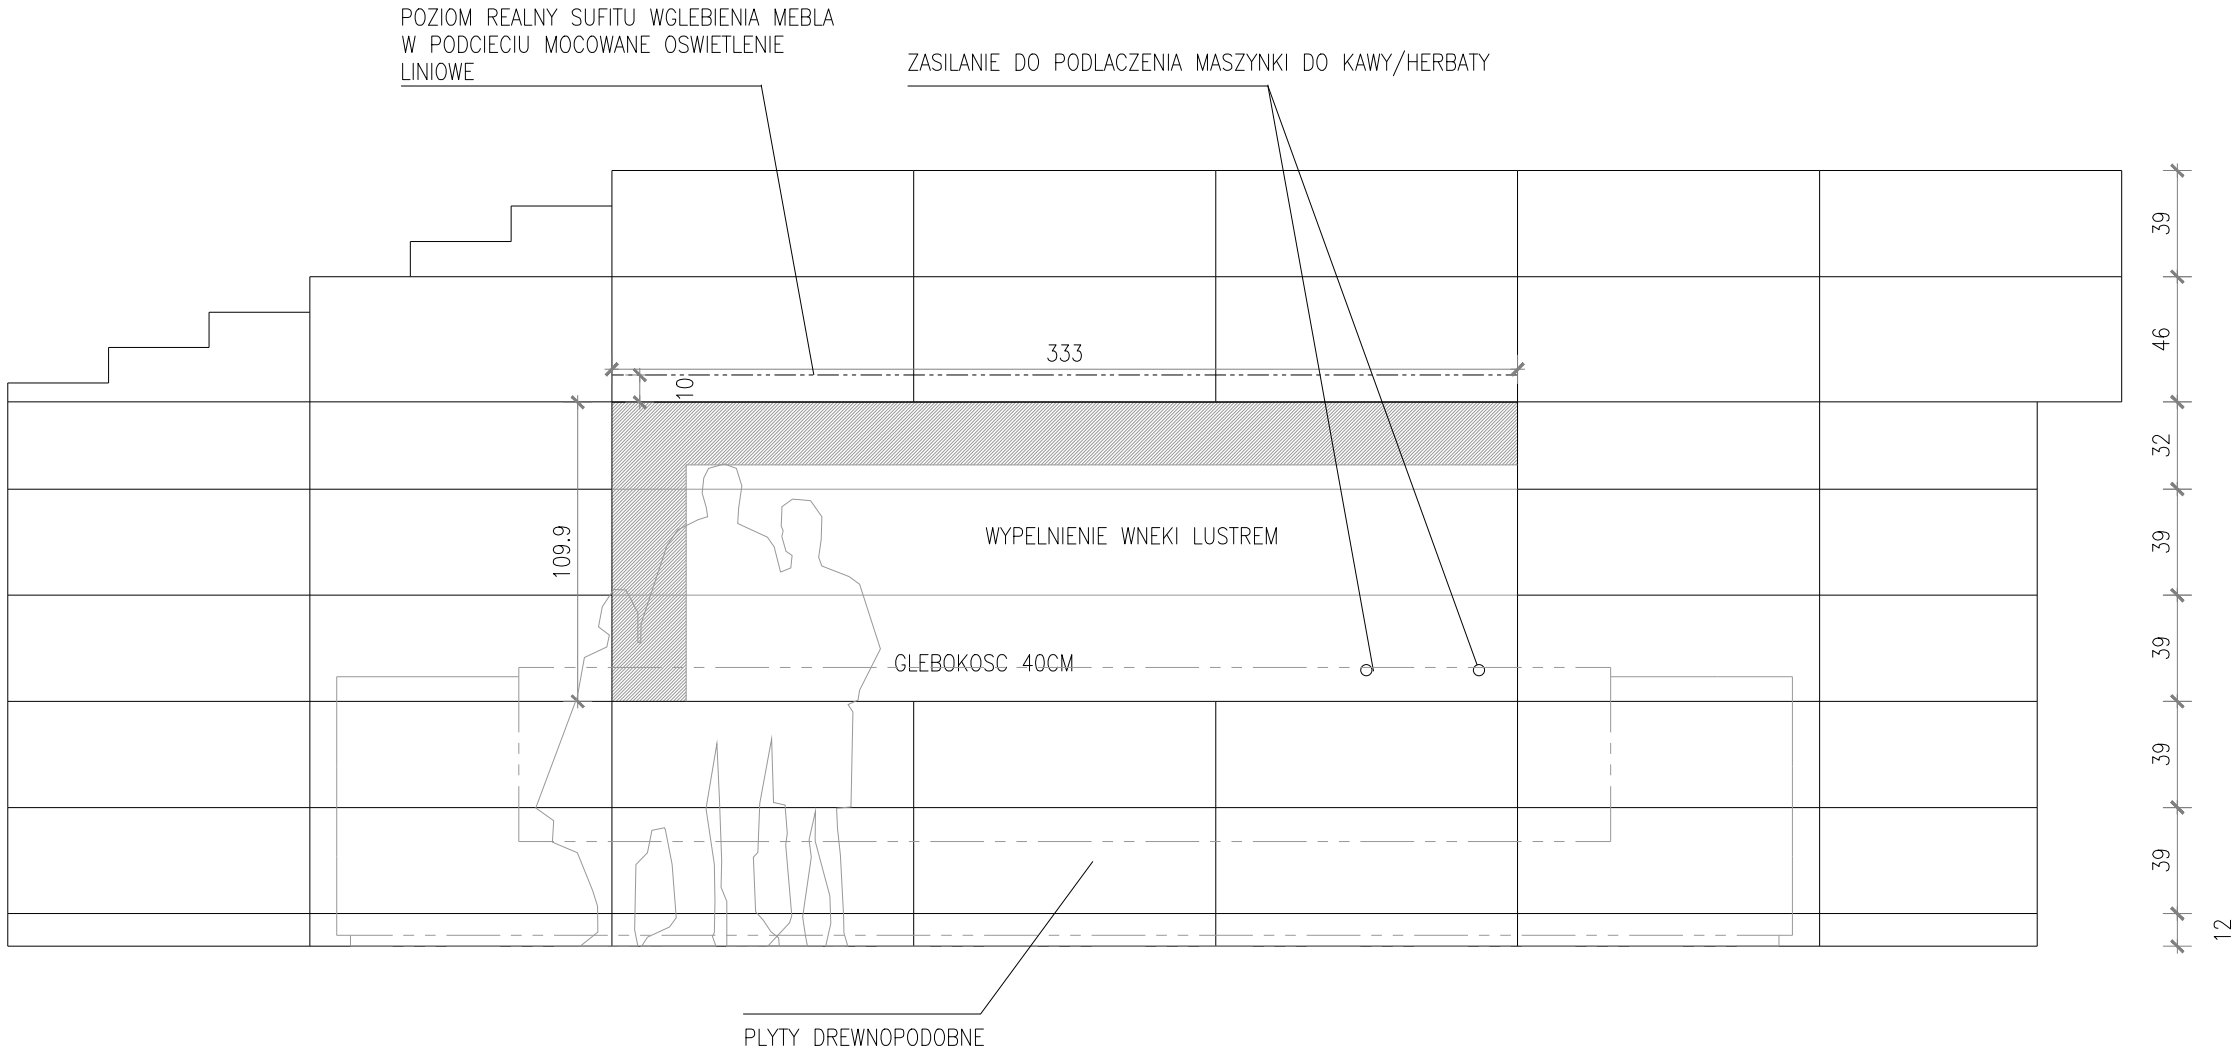 POZIOM REALNY SUFITU WGLEBIENIA MEBLA
W PODCIECIU MOCOWANE OSWIETLENIE
LINIOWE
ZASILANIE DO PODLACZENIA MASZYNKI DO KAWY/HERBATY
39
46
333
10
32
109.9
WYPELNIENIE WNEKI LUSTREM
39
GLEBOKOSC 40CM
39
39
39
12
PLYTY DREWNOPODOBNE